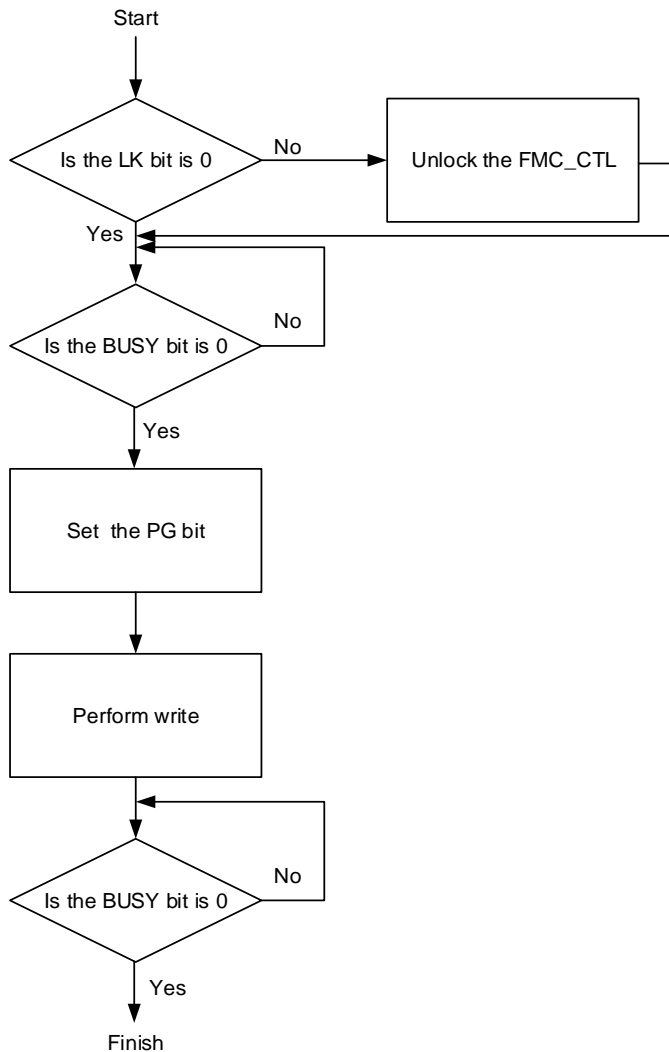 Start
Is the LK bit is 0
No
Unlock the FMC_CTL
Yes
Is the BUSY bit is 0
No
Yes
Set the PG bit
Perform write
Is the BUSY bit is 0
No
Yes
Finish